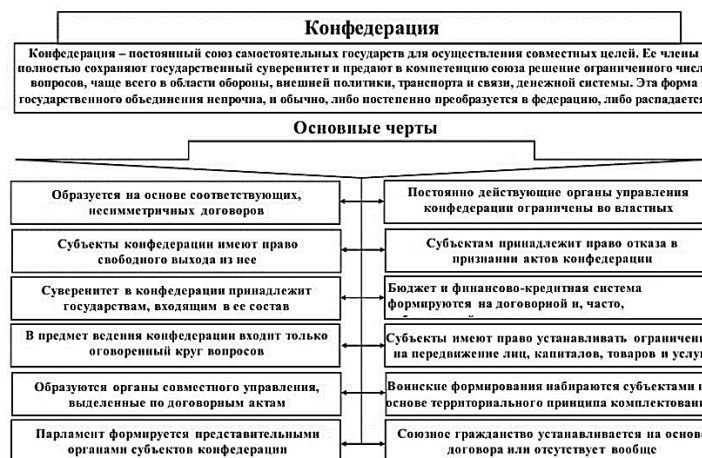 Конфедерация
Конфедерация – постоянный союз самостоятельных государств для осуществления совместных целей. Ее члены
полностью сохраняют государственный суверенитет и предают в компетенцию союза решение ограниченного числ
вопросов, чаще всего в области обороны, внешней политики, транспорта и связи, денежной системы. Эта форма
государственного объединения непрочна, и обычно, либо постепенно преобразуется в федерацию, либо распадается
Основные черты
Образуется на основе соответствующих,
несимметричных договоров
Постоянно действующие органы управления
конфедерации ограничены во властных
Субъекты конфедерации имеют право
свободного выхода из нее
Субъектам принадлежит право отказа в
признании актов конфедерации
Суверенитет в конфедерации принадлежит
государствам, входящим в ее состав
Бюджет и финансово-кредитная система
формируются на договорной и, часто,
В предмет ведения конфедерации входит только
оговоренный круг вопросов
Субъекты имеют право устанавливать ограничени
на передвижение лиц, капиталов, товаров и услу
Образуются органы совместного управления,
выделенные по договорным актам
Воинские формирования набираются субъектами н
основе территориального принципа комплектовани
Парламент формируется представительными
органами субъектов конфедерации
Союзное гражданство устанавливается на основе
договора или отсутствует вообще